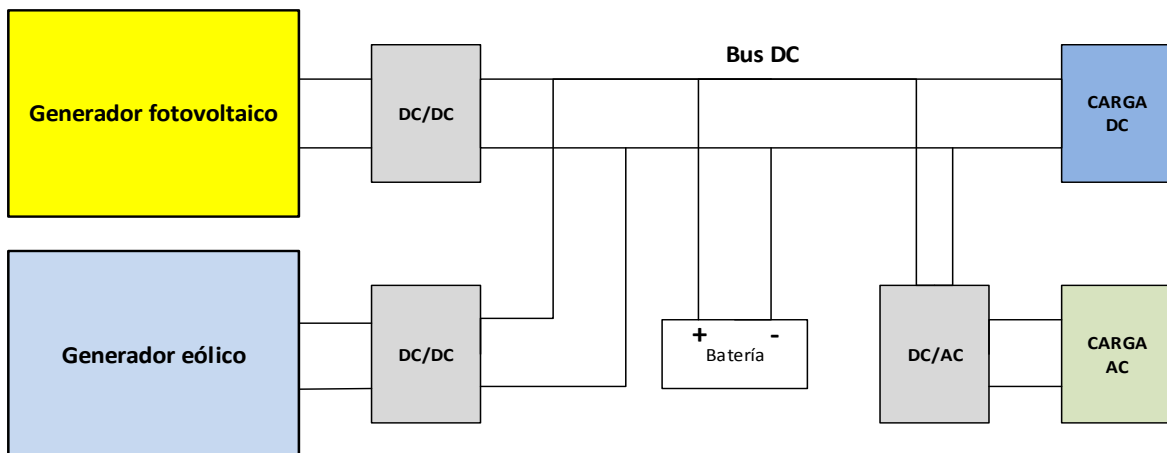 Bus DC
Generador fotovoltaico
DC/DC
CARGA
DC
Generador eólico
DC/DC
+ -
Batería
DC/AC
CARGA
AC